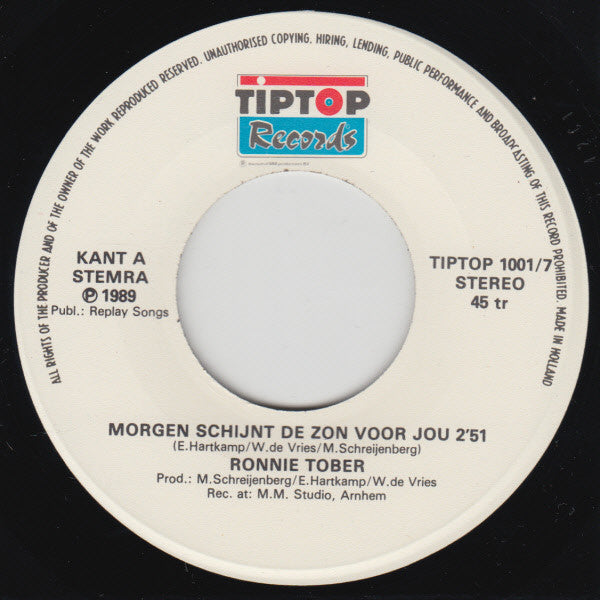 ALL RIGHTS OF THE PRODUCER AND OF THE OWNER OF THE WORK REPRODUCED RESERVED. UNAUTHORISED COPYING, HIRING, LENDING, PUBLIC PERFORMANCE AND BROADCASTING OF THIS RECORD PROHIBITED. MADE IN HOLLAND
TIPTOP
Records
KANT A
STEMRA
℗ 1989
Publ.: Replay Songs
TIPTOP 1001/7
STEREO
45 tr
MORGEN SCHIJNT DE ZON VOOR JOU 2'51
(E.Hartkamp/W.de Vries/M.Schreijenberg)
RONNIE TOBER
Prod.: M.Schreijenberg/E.Hartkamp/W.de Vries
Rec. at: M.M. Studio, Arnhem